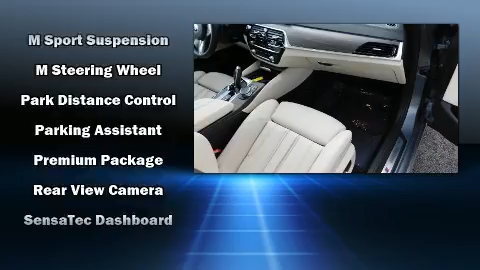 M Sport Suspension
M Steering Wheel
Park Distance Control
Parking Assistant
Premium Package
Rear View Camera
SensaTec Dashboard